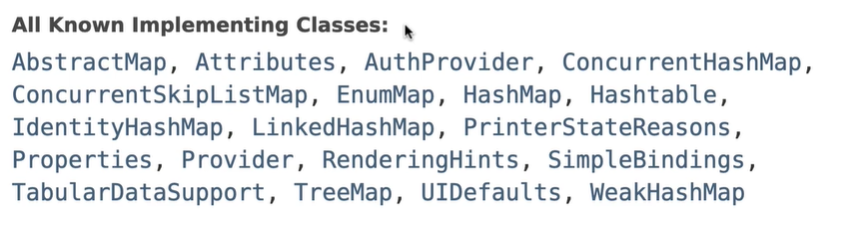 All Known Implementing Classes:
AbstractMap, Attributes, AuthProvider, ConcurrentHashMap,
ConcurrentSkipListMap, EnumMap, HashMap, Hashtable,
IdentityHashMap, LinkedHashMap, PrinterStateReasons,
Properties, Provider, RenderingHints, SimpleBindings,
TabularDataSupport, TreeMap, UIDefaults, WeakHashMap